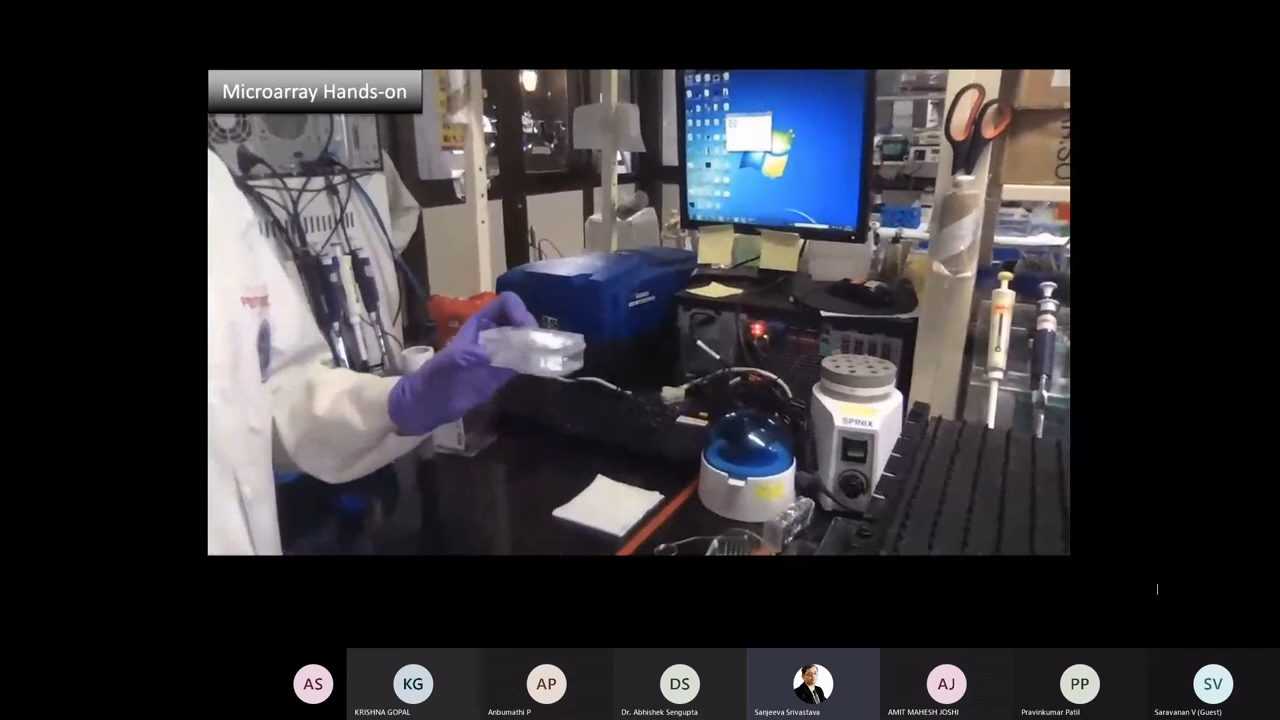 Microarray Hands-on
SPINIX
AS
KG
AP
DS
AJ
PP
SV
KRISHNA GOPAL
Anbumathi P
Dr. Abhishek Sengupta
Sanjeeva Srivastava
AMIT MAHESH JOSHI
Pravinkumar Patil
Saravanan V (Guest)